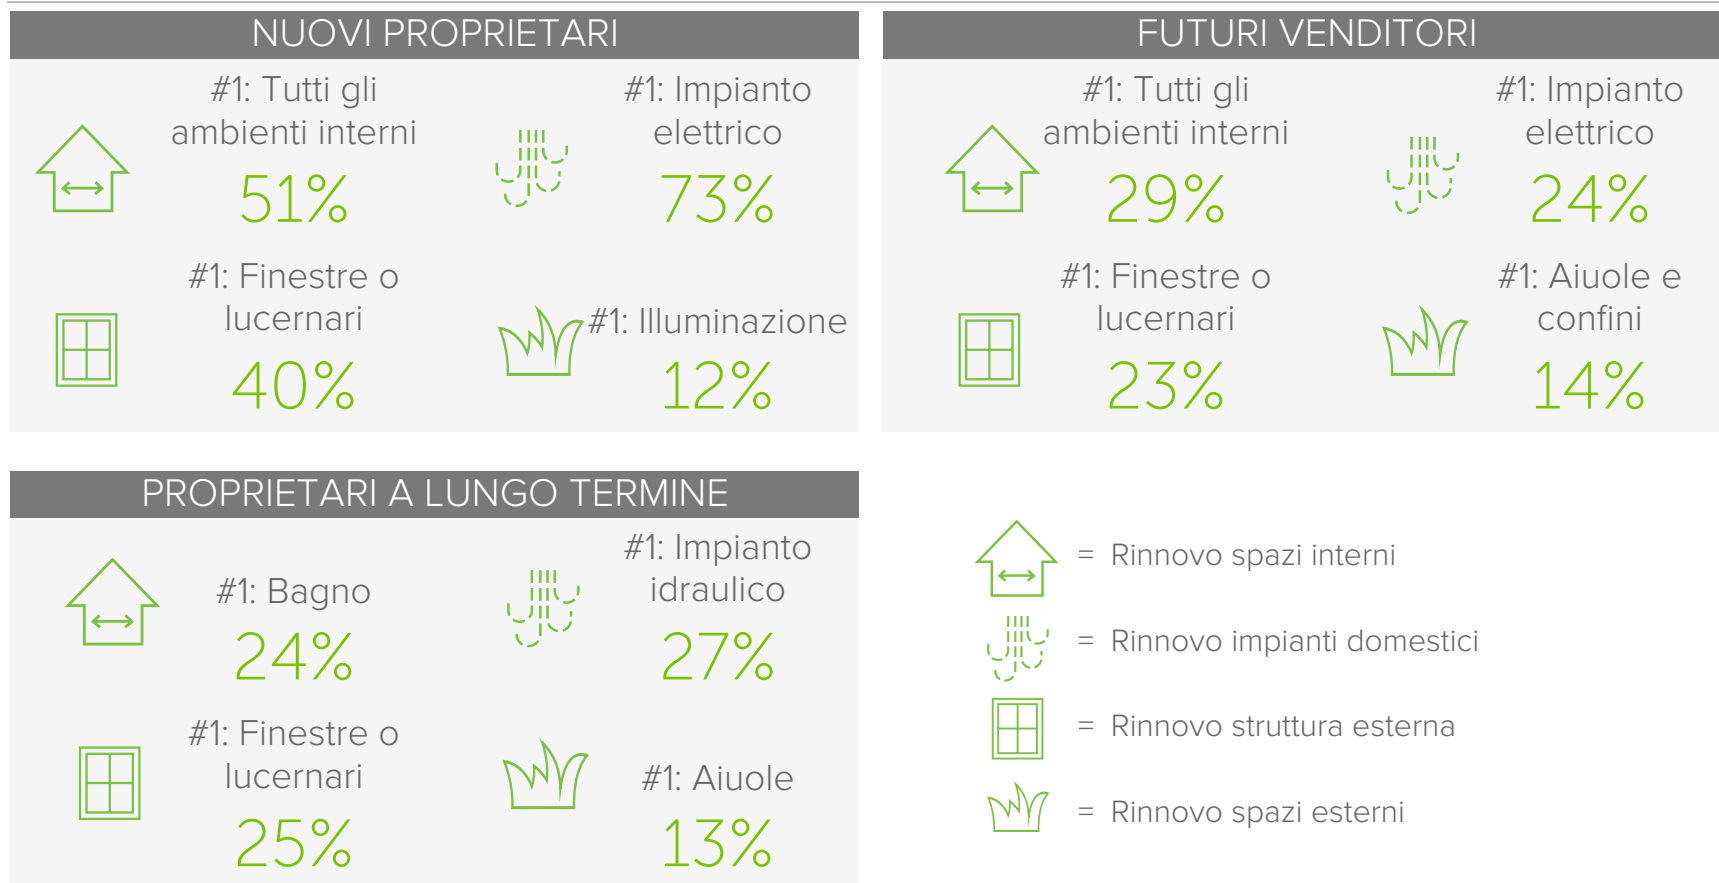 NUOVI PROPRIETARI
#1: Tutti gli
ambienti interni
51%
#1: Impianto
elettrico
73%
#1: Finestre o
lucernari
40%
#1: Illuminazione
12%
FUTURI VENDITORI
#1: Tutti gli
ambienti interni
29%
#1: Impianto
elettrico
24%
#1: Finestre o
lucernari
23%
#1: Aiuole e
confini
14%
PROPRIETARI A LUNGO TERMINE
#1: Bagno
24%
#1: Impianto
idraulico
27%
#1: Finestre o
lucernari
25%
#1: Aiuole
13%
= Rinnovo spazi interni
= Rinnovo impianti domestici
= Rinnovo struttura esterna
= Rinnovo spazi esterni